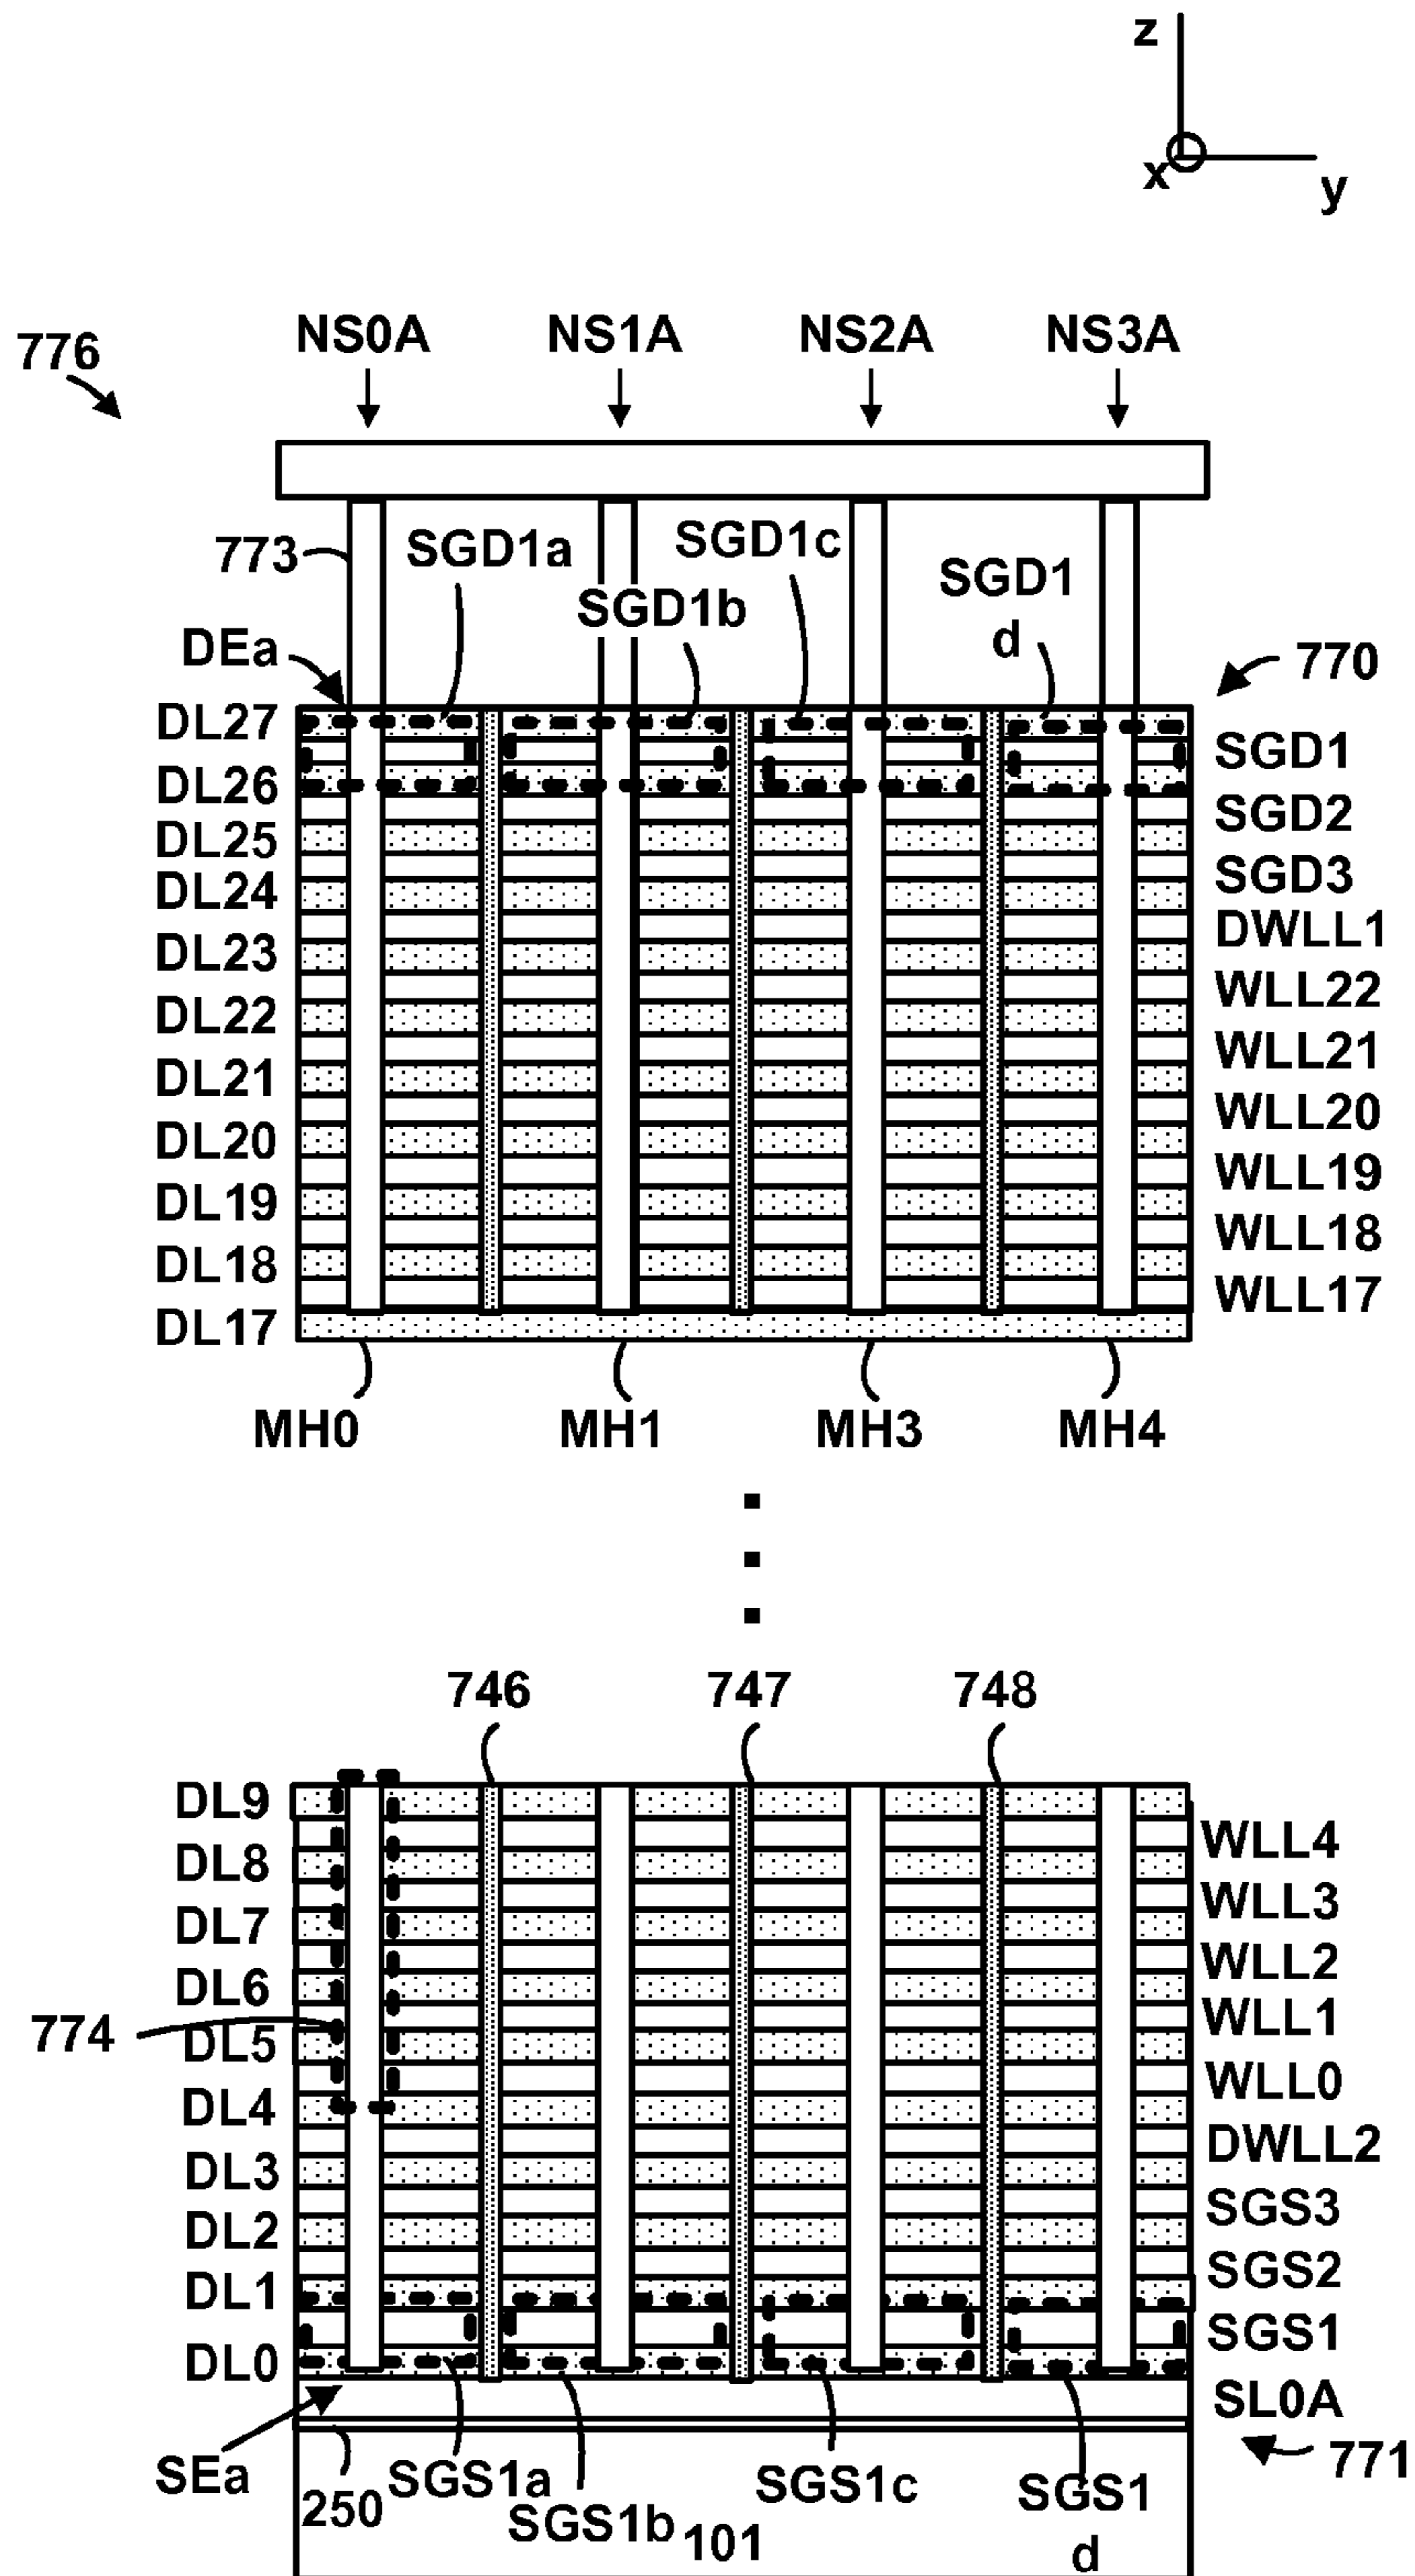 z
x
y
776
NS0A NS1A NS2A NS3A
773
SGD1a
SGD1b
SGD1c
SGD1
d
DEa
770
DL27
SGD1
DL26
SGD2
DL25
SGD3
DL24
DWLL1
DL23
WLL22
DL22
WLL21
DL21
WLL20
DL20
WLL19
DL19
WLL18
DL18
WLL17
DL17
MH0 MH1 MH3 MH4
746 747 748
DL9
WLL4
DL8
WLL3
DL7
WLL2
DL6
WLL1
774
DL5
WLL0
DL4
DWLL2
DL3
SGS3
DL2
SGS2
DL1
SGS1
DL0
SL0A
771
SEa
250
SGS1a
SGS1b
101
SGS1c
SGS1
d